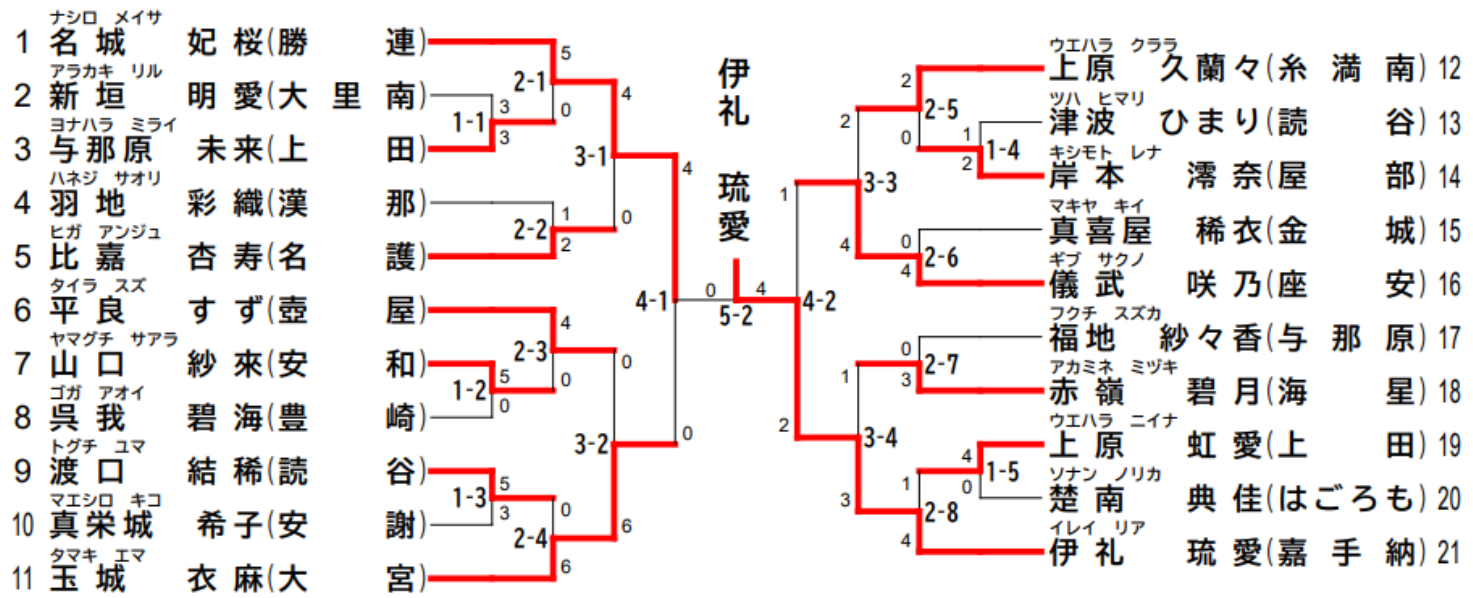 ナシロ メイサ
1 名城 妃桜(勝連)
アラカキ リル
2 新垣 明愛(大里南)
ヨナハラ ミライ
3 与那原 未来(上田)
ハネジ サオリ
4 羽地 彩織(漢那)
ヒガ アンジュ
5 比嘉 杏寿(名護)
タイラ スズ
6 平良 すず(壺屋)
ヤマグチ サアラ
7 山口 紗來(安和)
ゴガ アオイ
8 呉我 碧海(豊崎)
トグチ ユマ
9 渡口 結稀(読谷)
マエシロ キコ
10 真栄城 希子(安謝)
タマキ エマ
11 玉城 衣麻(大宮)
5
2-1
0
3
1-1
3
4
3-1
0
1
2-2
2
4
4-1
0
4
2-3
0
5
1-2
0
0
3-2
6
5
1-3
3
0
2-4
6
伊礼 琉愛
0
4
5-2
2
2-5
0
1
1-4
2
2
3-3
4
0
2-6
4
1
4-2
2
0
2-7
3
1
3-4
3
4
1-5
0
1
2-8
4
ウエハラ クララ
上原 久蘭々(糸満南) 12
ツハ ヒマリ
津波 ひまり(読谷) 13
キシモト レナ
岸本 澪奈(屋部) 14
マキヤ キイ
真喜屋 稀衣(金城) 15
ギブ サクノ
儀武 咲乃(座安) 16
フクチ スズカ
福地 紗々香(与那原) 17
アカミネ ミヅキ
赤嶺 碧月(海星) 18
ウエハラ ニイナ
上原 虹愛(上田) 19
ソナン ノリカ
楚南 典佳(はごろも) 20
イレイ リア
伊礼 琉愛(嘉手納) 21